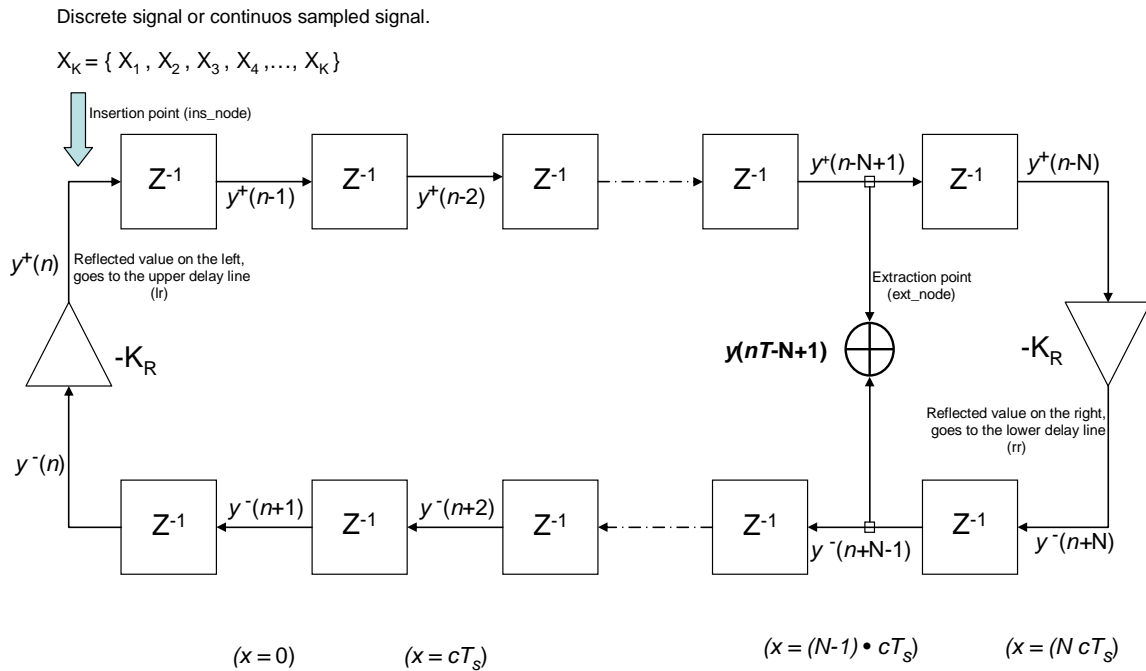 Discrete signal or continuos sampled signal.
X_K = { X_1 , X_2 , X_3 , X_4 ,..., X_K }
Insertion point (ins_node)
Z⁻¹
Z⁻¹
Z⁻¹
Z⁻¹
Z⁻¹
y⁺(n-1)
y⁺(n-2)
y⁺(n-N+1)
y⁺(n-N)
y⁺(n)
Reflected value on the left,
goes to the upper delay line
(lr)
Extraction point
(ext_node)
-K_R
y(nT-N+1)
-K_R
Reflected value on the right,
goes to the lower delay line
(rr)
y⁻(n)
Z⁻¹
y⁻(n+1)
Z⁻¹
y⁻(n+2)
Z⁻¹
Z⁻¹
y⁻(n+N-1)
Z⁻¹
y⁻(n+N)
(x = 0)
(x = cT_s)
(x = (N-1) • cT_s)
(x = (N cT_s)